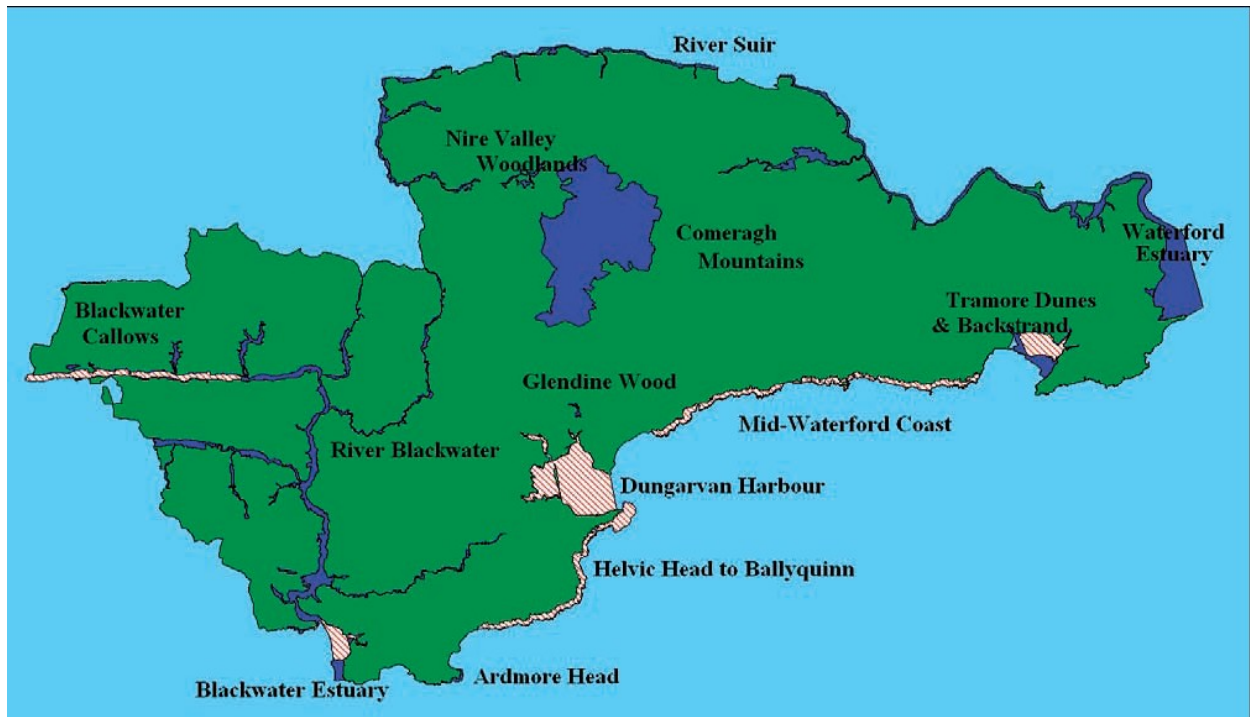 River Suir
Nire Valley
Woodlands
Comeragh
Mountains
Waterford
Estuary
Blackwater
Callows
Tramore Dunes
& Backstrand
Glendine Wood
Mid-Waterford Coast
River Blackwater
Dungarvan Harbour
Helvic Head to Ballyquinn
Ardmore Head
Blackwater Estuary